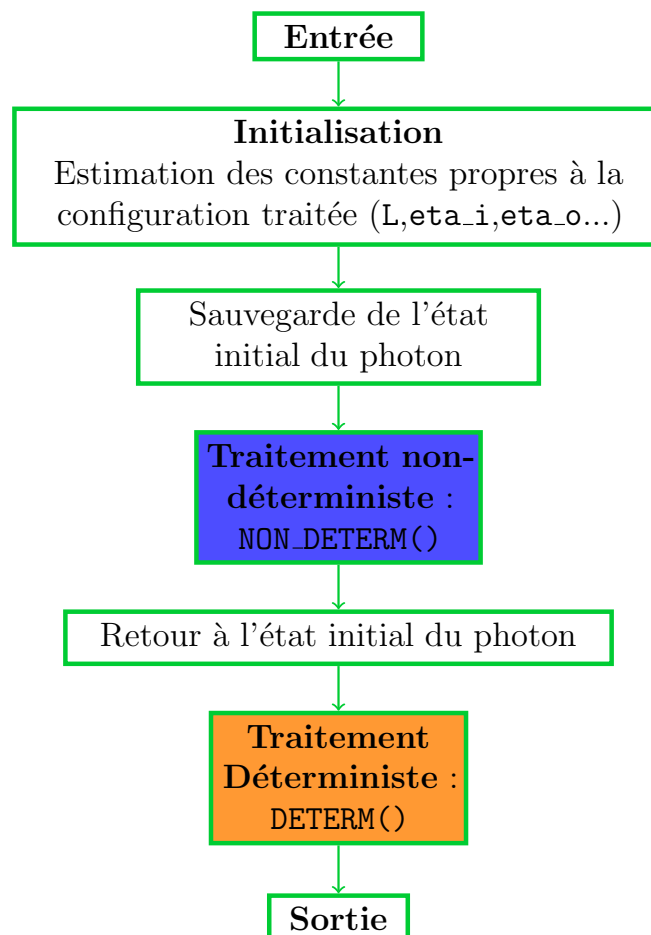 Entrée
Initialisation
Estimation des constantes propres à la
configuration traitée (L,eta_i,eta_o...)
Sauvegarde de l'état
initial du photon
Traitement non-
déterministe :
NON_DETERM()
Retour à l'état initial du photon
Traitement
Déterministe :
DETERM()
Sortie